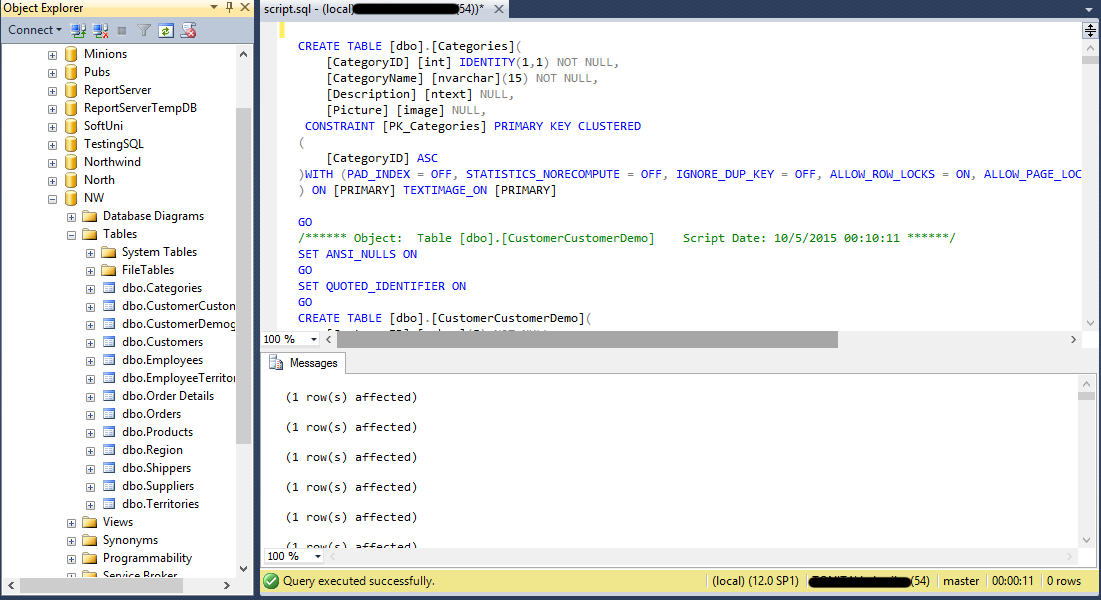 Object Explorer
Connect
Minions
Pubs
ReportServer
ReportServerTempDB
SoftUni
TestingSQL
Northwind
North
NW
Database Diagrams
Tables
System Tables
FileTables
dbo.Categories
dbo.CustomerCustom
dbo.CustomerDemog
dbo.Customers
dbo.Employees
dbo.EmployeeTerritor
dbo.Order Details
dbo.Orders
dbo.Products
dbo.Region
dbo.Shippers
dbo.Suppliers
dbo.Territories
Views
Synonyms
Programmability
Service Broker
script.sql - (local) (54))*
CREATE TABLE [dbo].[Categories](
[CategoryID] [int] IDENTITY(1,1) NOT NULL,
[CategoryName] [nvarchar](15) NOT NULL,
[Description] [ntext] NULL,
[Picture] [image] NULL,
CONSTRAINT [PK_Categories] PRIMARY KEY CLUSTERED
(
[CategoryID] ASC
)WITH (PAD_INDEX = OFF, STATISTICS_NORECOMPUTE = OFF, IGNORE_DUP_KEY = OFF, ALLOW_ROW_LOCKS = ON, ALLOW_PAGE_LOC
) ON [PRIMARY] TEXTIMAGE_ON [PRIMARY]
GO
/****** Object:  Table [dbo].[CustomerCustomerDemo]    Script Date: 10/5/2015 00:10:11 ******/
SET ANSI_NULLS ON
GO
SET QUOTED_IDENTIFIER ON
GO
CREATE TABLE [dbo].[CustomerCustomerDemo](
100 %
Messages
(1 row(s) affected)
(1 row(s) affected)
(1 row(s) affected)
(1 row(s) affected)
(1 row(s) affected)
(1 row(s) affected)
100 %
Query executed successfully.
(local) (12.0 SP1)
(54)
master
00:00:11
0 rows